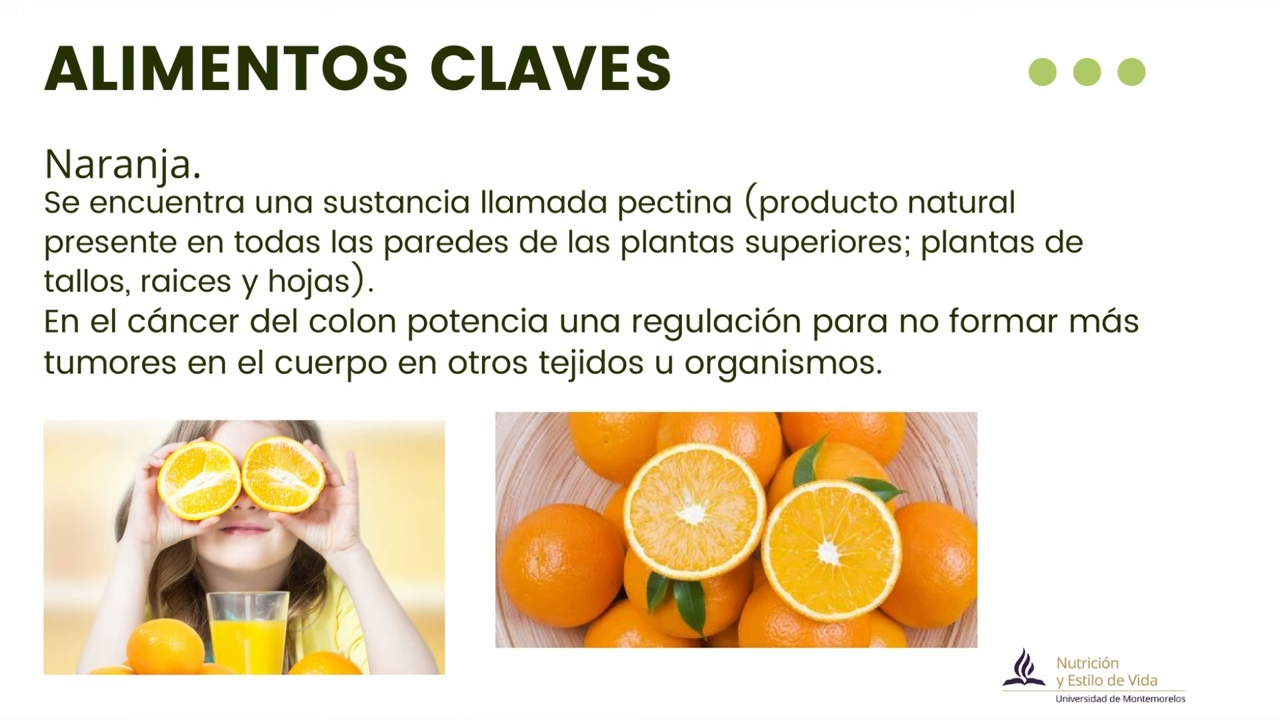 ALIMENTOS CLAVES
Naranja.
Se encuentra una sustancia llamada pectina (producto natural
presente en todas las paredes de las plantas superiores; plantas de
tallos, raices y hojas).
En el cáncer del colon potencia una regulación para no formar más
tumores en el cuerpo en otros tejidos u organismos.
Nutrición
y Estilo de Vida
Universidad de Montemorelos